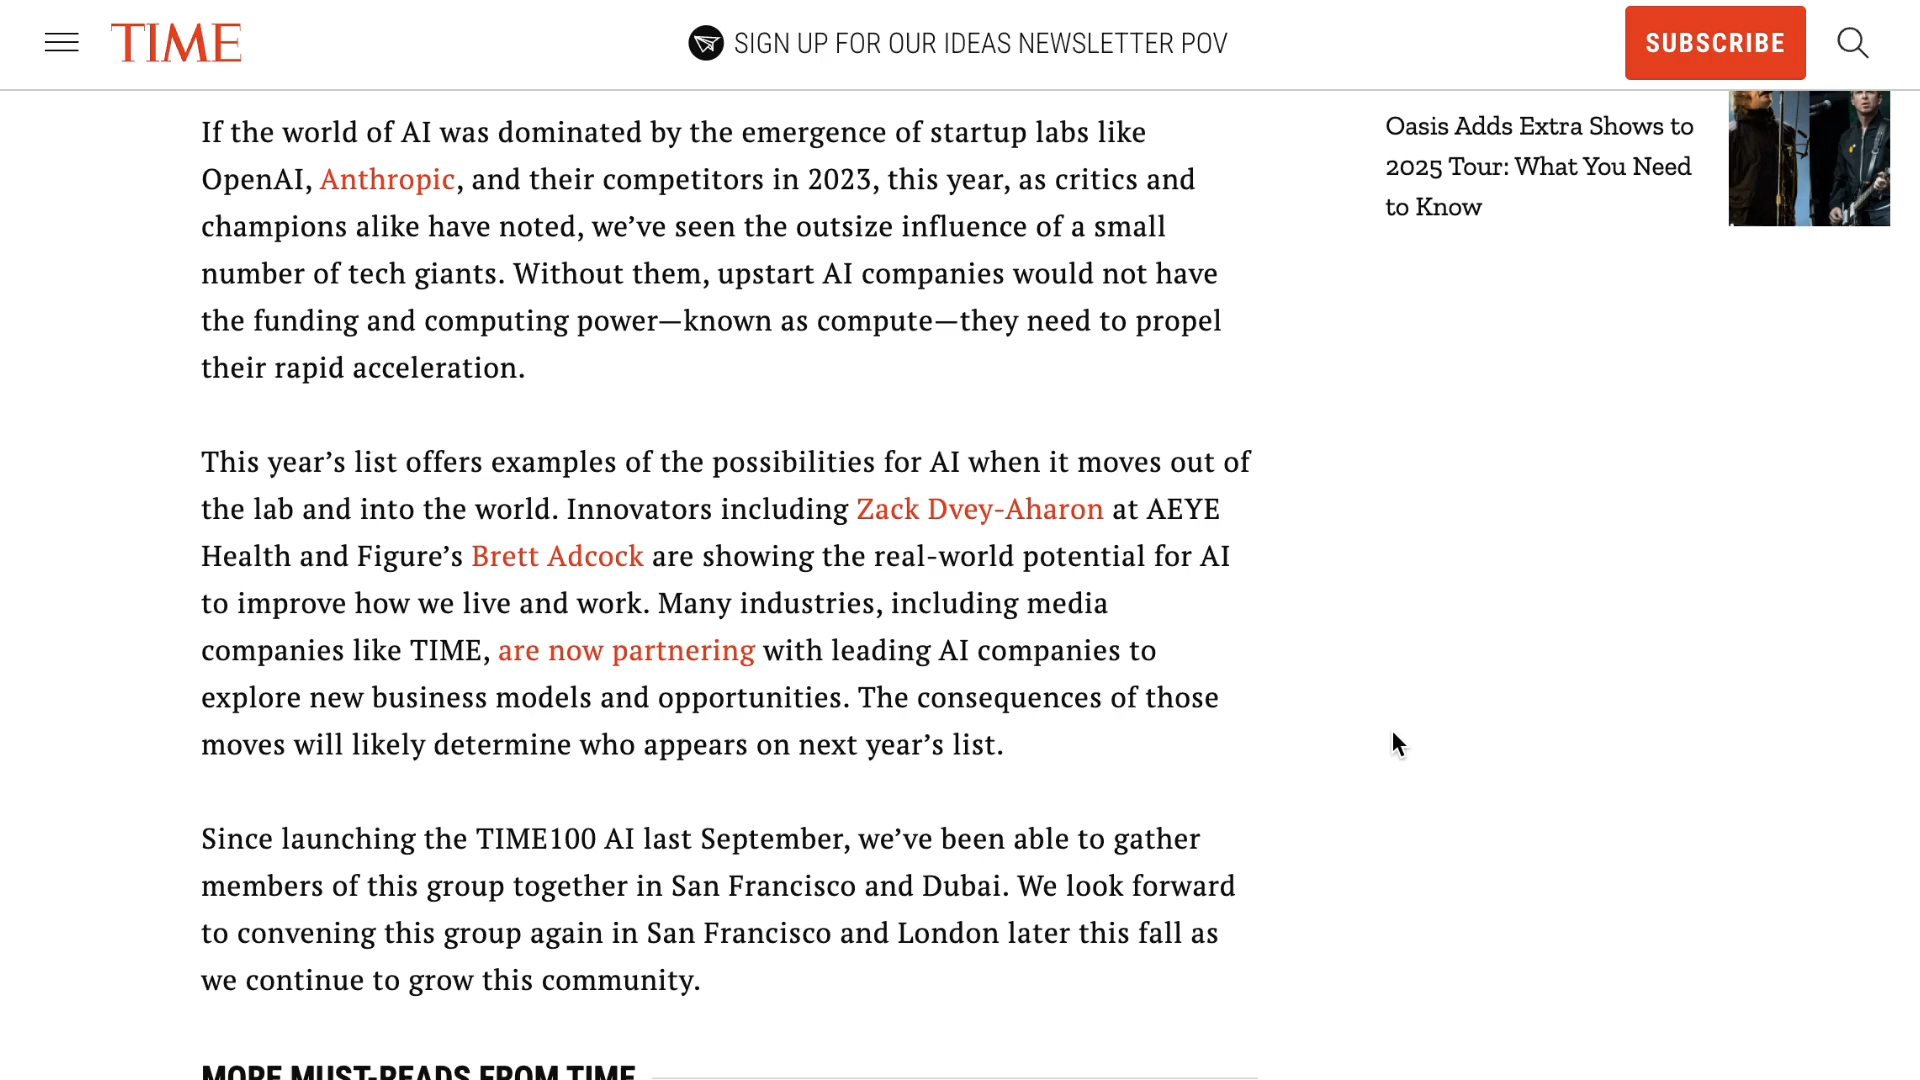 TIME
SIGN UP FOR OUR IDEAS NEWSLETTER POV
SUBSCRIBE
If the world of AI was dominated by the emergence of startup labs like
OpenAI, Anthropic, and their competitors in 2023, this year, as critics and
champions alike have noted, we’ve seen the outsize influence of a small
number of tech giants. Without them, upstart AI companies would not have
the funding and computing power—known as compute—they need to propel
their rapid acceleration.
This year’s list offers examples of the possibilities for AI when it moves out of
the lab and into the world. Innovators including Zack Dvey-Aharon at AEYE
Health and Figure’s Brett Adcock are showing the real-world potential for AI
to improve how we live and work. Many industries, including media
companies like TIME, are now partnering with leading AI companies to
explore new business models and opportunities. The consequences of those
moves will likely determine who appears on next year’s list.
Since launching the TIME100 AI last September, we’ve been able to gather
members of this group together in San Francisco and Dubai. We look forward
to convening this group again in San Francisco and London later this fall as
we continue to grow this community.
MORE MUST-READS FROM TIME
Oasis Adds Extra Shows to
2025 Tour: What You Need
to Know